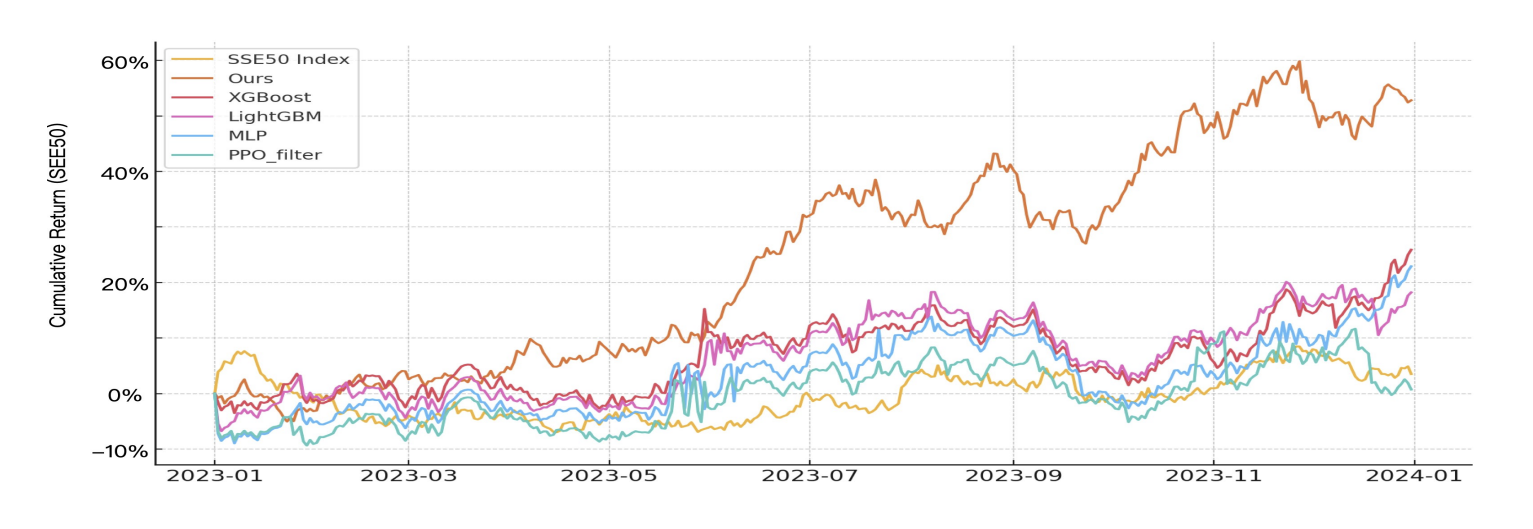 SSE50 Index
Ours
XGBoost
LightGBM
MLP
PPO_filter
Cumulative Return (SEE50)
60%
40%
20%
0%
−10%
2023-01 2023-03 2023-05 2023-07 2023-09 2023-11 2024-01